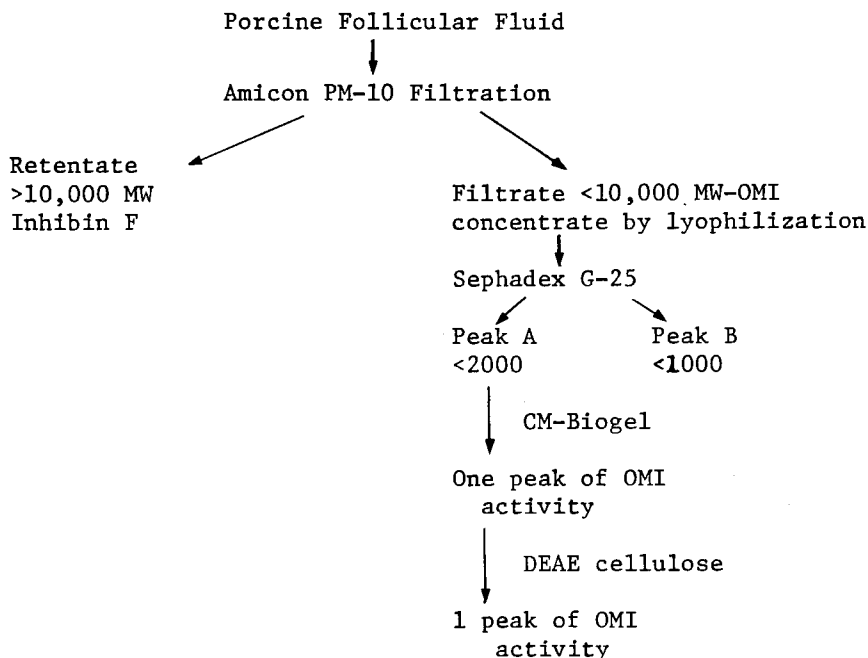 Porcine Follicular Fluid
Amicon PM-10 Filtration
Retentate
>10,000 MW
Inhibin F
Filtrate <10,000 MW-OMI
concentrate by lyophilization
Sephadex G-25
Peak A
<2000
Peak B
<1000
CM-Biogel
One peak of OMI
activity
DEAE cellulose
1 peak of OMI
activity